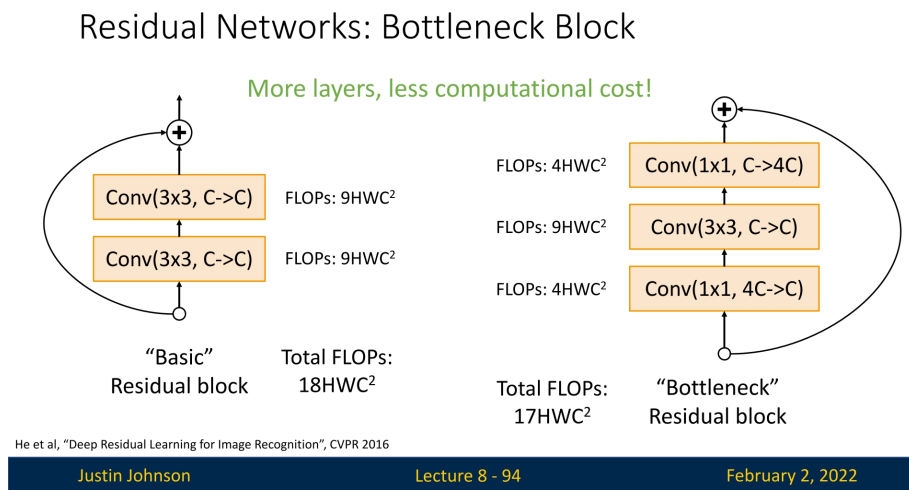 Residual Networks: Bottleneck Block
More layers, less computational cost!
+
Conv(3x3, C->C)
FLOPs: 9HWC²
Conv(3x3, C->C)
FLOPs: 9HWC²
“Basic”
Residual block
Total FLOPs:
18HWC²
+
FLOPs: 4HWC²
Conv(1x1, C->4C)
FLOPs: 9HWC²
Conv(3x3, C->C)
FLOPs: 4HWC²
Conv(1x1, 4C->C)
Total FLOPs:
17HWC²
“Bottleneck”
Residual block
He et al, “Deep Residual Learning for Image Recognition”, CVPR 2016
Justin Johnson
Lecture 8 - 94
February 2, 2022